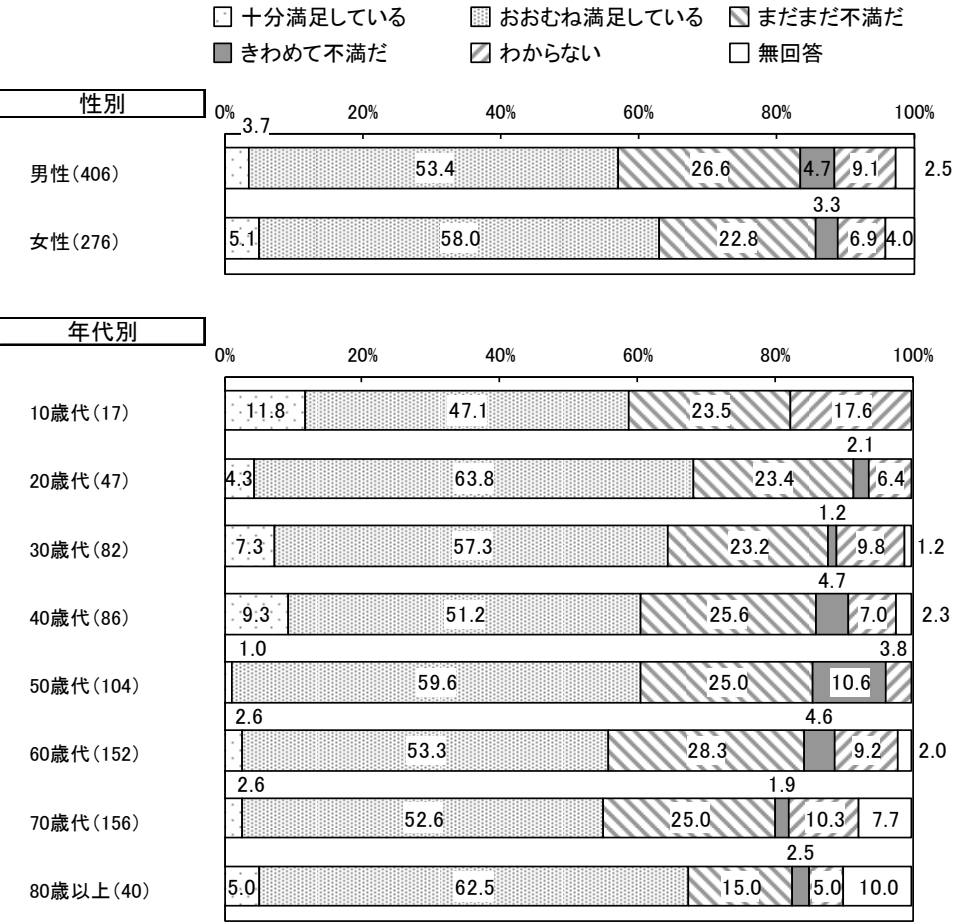 十分満足している おおむね満足している まだまだ不満だ
きわめて不満だ わからない 無回答
性別
0% 20% 40% 60% 80% 100%
3.7
男性(406) 53.4 26.6 4.7 9.1 2.5
3.3
女性(276) 5.1 58.0 22.8 6.9 4.0
年代別
0% 20% 40% 60% 80% 100%
10歳代(17) 11.8 47.1 23.5 17.6
2.1
20歳代(47) 4.3 63.8 23.4 6.4
1.2
30歳代(82) 7.3 57.3 23.2 9.8 1.2
4.7
40歳代(86) 9.3 51.2 25.6 7.0 2.3
1.0 3.8
50歳代(104) 59.6 25.0 10.6
2.6 4.6
60歳代(152) 53.3 28.3 9.2 2.0
2.6 1.9
70歳代(156) 52.6 25.0 10.3 7.7
2.5
80歳以上(40) 5.0 62.5 15.0 5.0 10.0